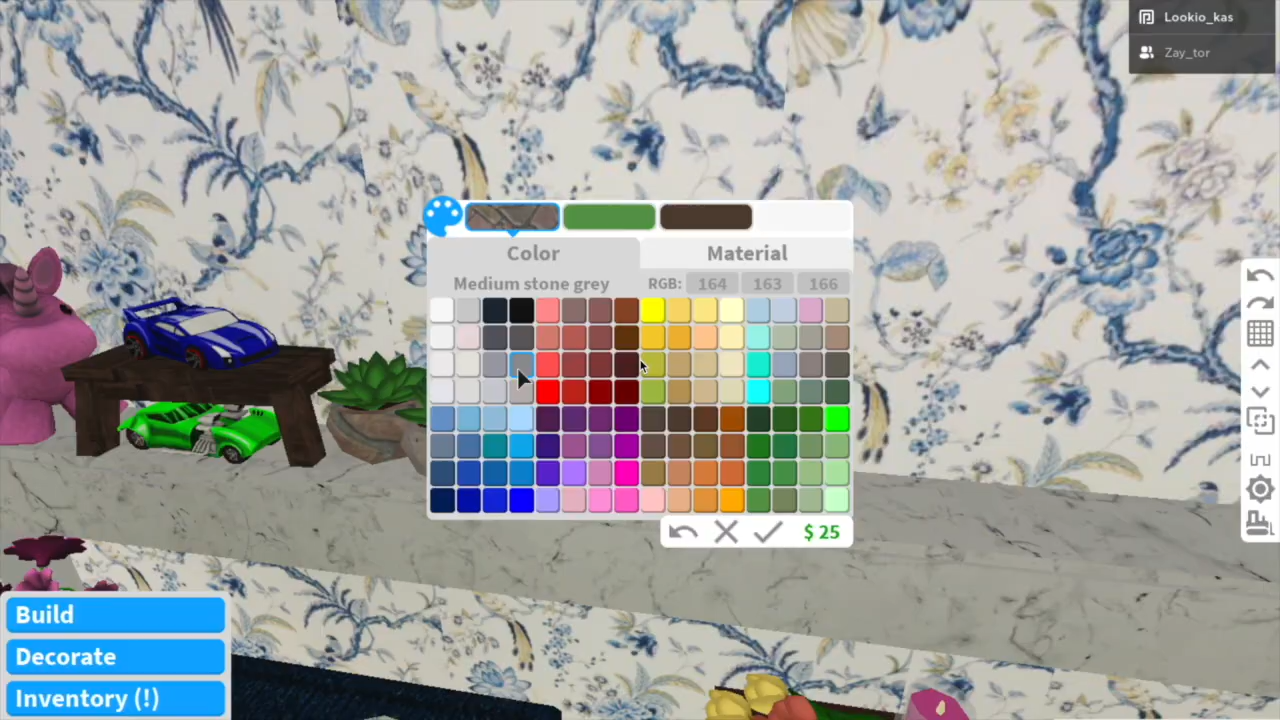 Lookio_kas
Zay_tor
Color
Material
Medium stone grey
RGB: 164 163 166
$ 25
Build
Decorate
Inventory (!)